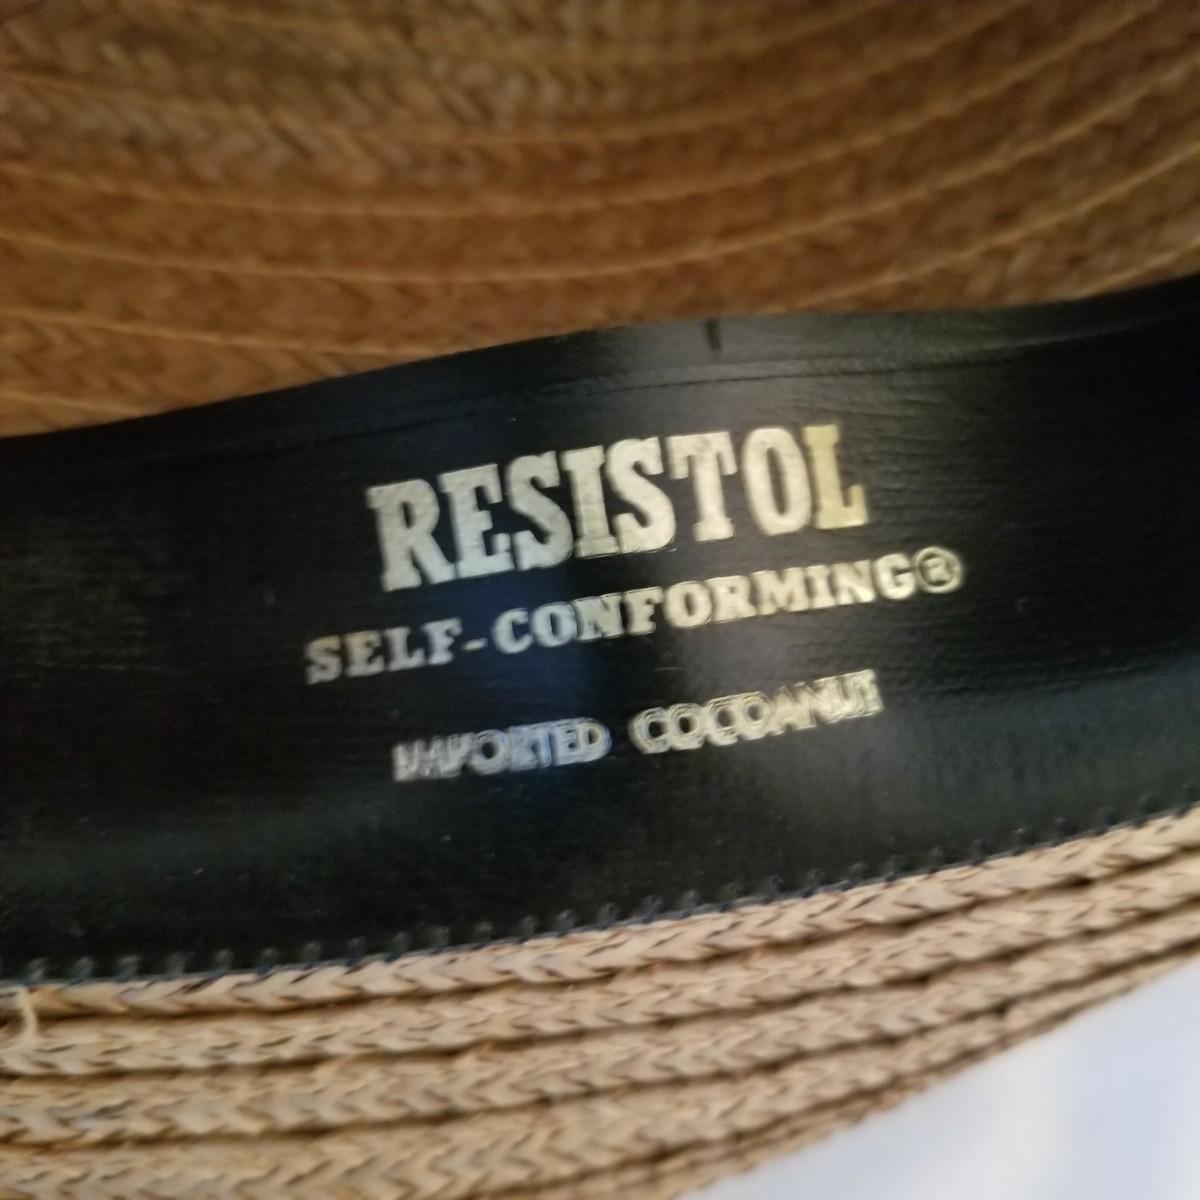 RESISTOL
SELF-CONFORMING®
IMPORTED COCOANUT